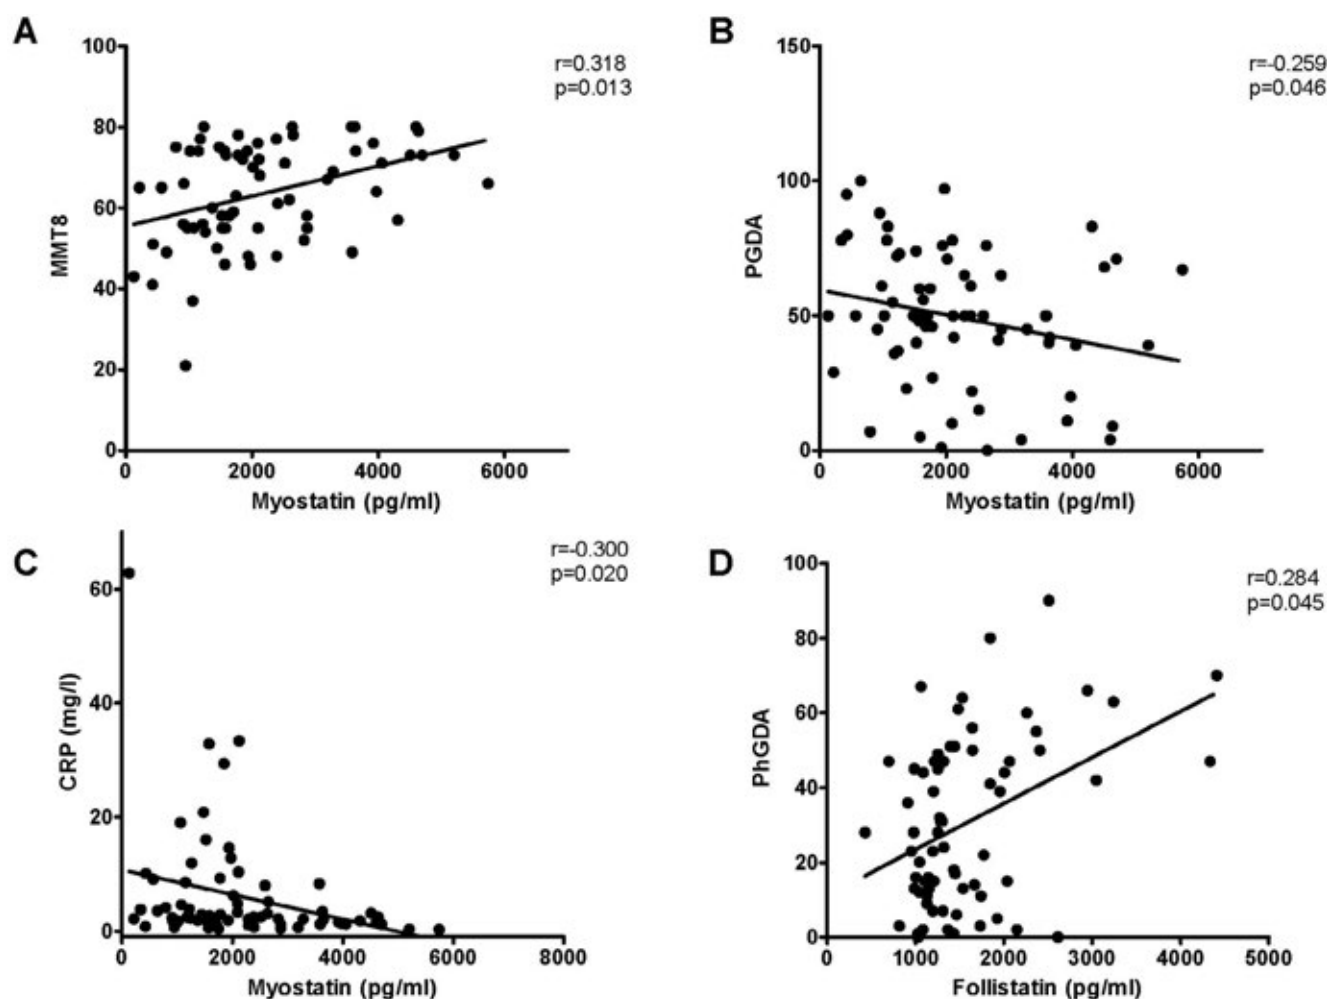 A
r=0.318
p=0.013
100
80
60
40
20
0
MMT8
0 2000 4000 6000
Myostatin (pg/ml)
B
r=-0.259
p=0.046
150
100
50
0
PGDA
0 2000 4000 6000
Myostatin (pg/ml)
C
r=-0.300
p=0.020
60
40
20
0
CRP (mg/l)
0 2000 4000 6000 8000
Myostatin (pg/ml)
D
r=0.284
p=0.045
100
80
60
40
20
0
PhGDA
0 1000 2000 3000 4000 5000
Follistatin (pg/ml)